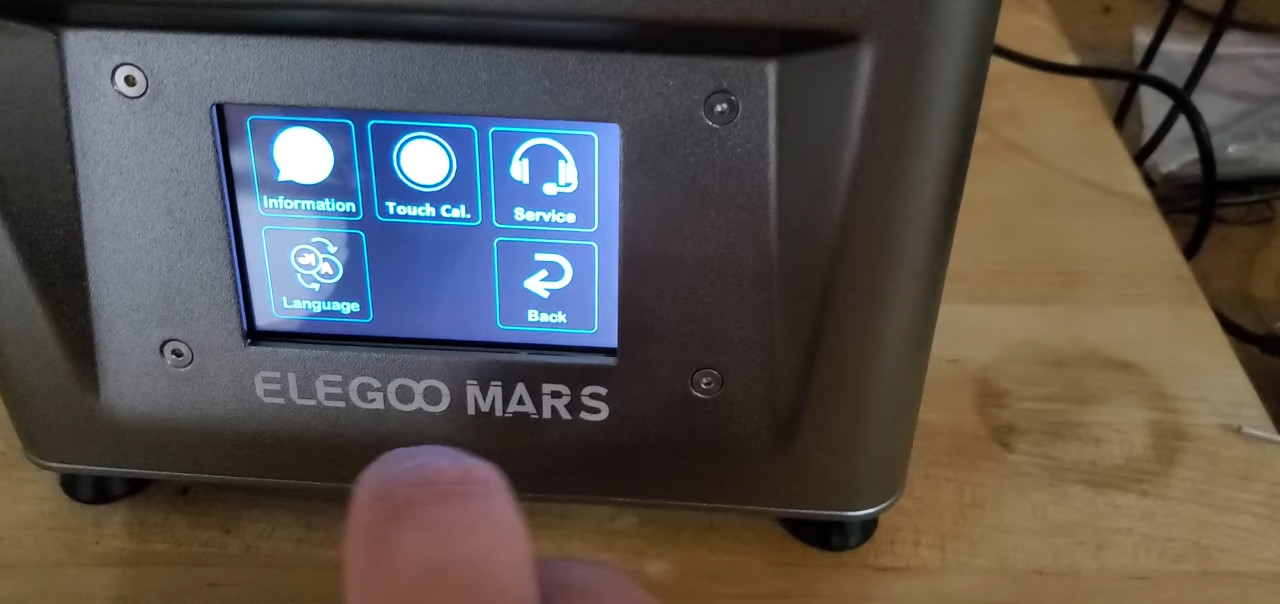 Information
Touch Cal.
Service
Language
Back
ELEGOO MARS